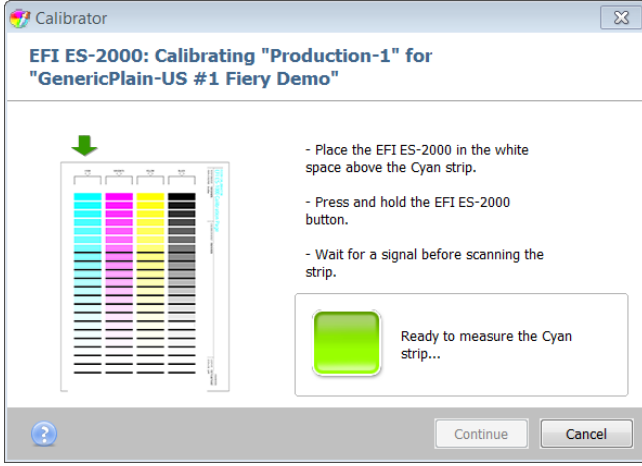 Calibrator
EFI ES-2000: Calibrating "Production-1" for
"GenericPlain-US #1 Fiery Demo"
- Place the EFI ES-2000 in the white
space above the Cyan strip.
- Press and hold the EFI ES-2000
button.
- Wait for a signal before scanning the
strip.
Ready to measure the Cyan
strip...
?
Continue
Cancel